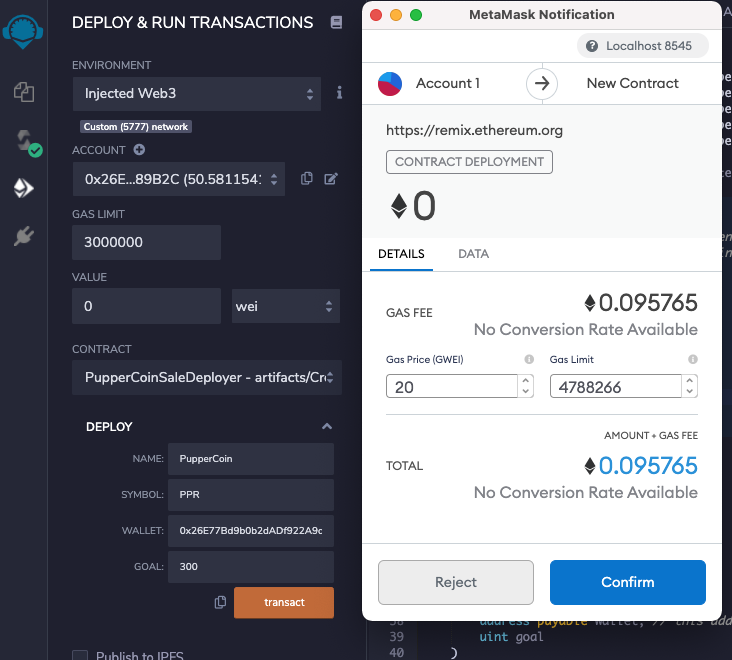 DEPLOY & RUN TRANSACTIONS
ENVIRONMENT
Injected Web3
Custom (5777) network
ACCOUNT
0x26E...89B2C (50.5811541
GAS LIMIT
3000000
VALUE
0
wei
CONTRACT
PupperCoinSaleDeployer - artifacts/Cr
DEPLOY
NAME:
PupperCoin
SYMBOL:
PPR
WALLET:
0x26E77Bd9b0b2dADf922A9c
GOAL:
300
transact
Publish to IPFS
MetaMask Notification
Localhost 8545
Account 1
New Contract
https://remix.ethereum.org
CONTRACT DEPLOYMENT
0
DETAILS
DATA
GAS FEE
0.095765
No Conversion Rate Available
Gas Price (GWEI)
Gas Limit
20
4788266
AMOUNT + GAS FEE
TOTAL
0.095765
No Conversion Rate Available
Reject
Confirm
38 address payable wallet, // this add
39 uint goal
40 )